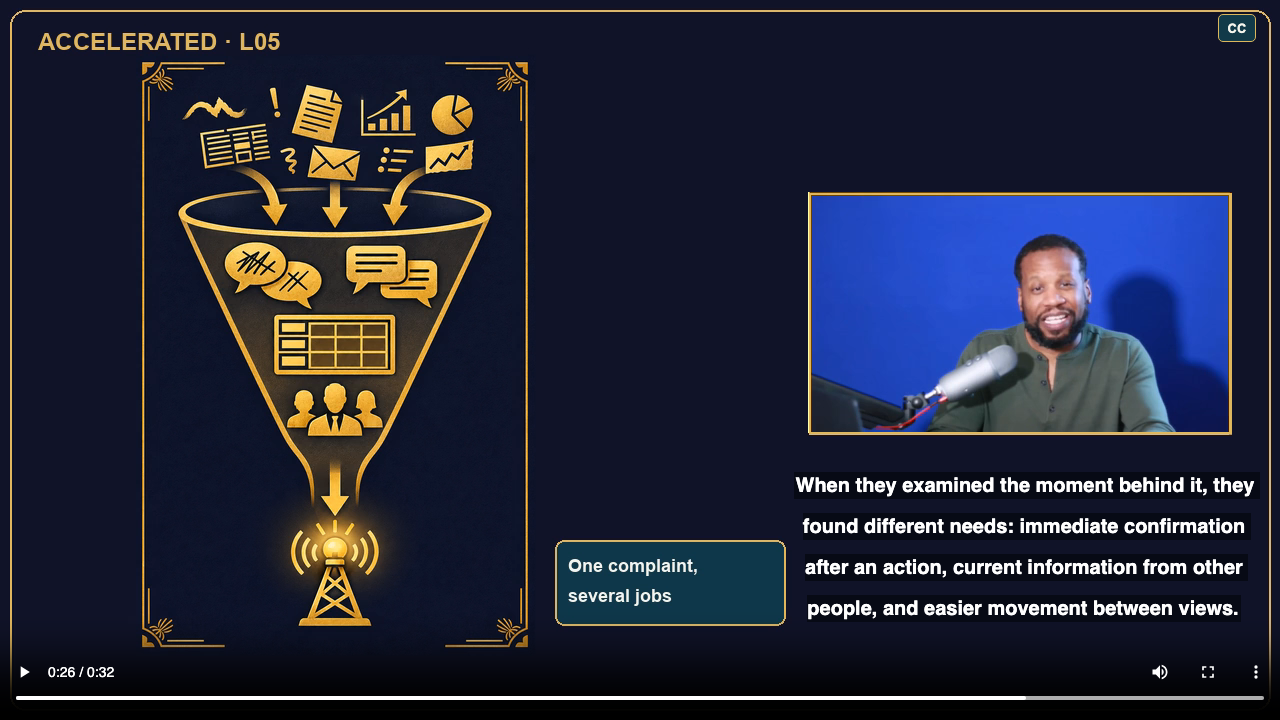 ACCELERATED · L05
CC
When they examined the moment behind it, they
found different needs: immediate confirmation
after an action, current information from other
people, and easier movement between views.
One complaint,
several jobs
0:26 / 0:32